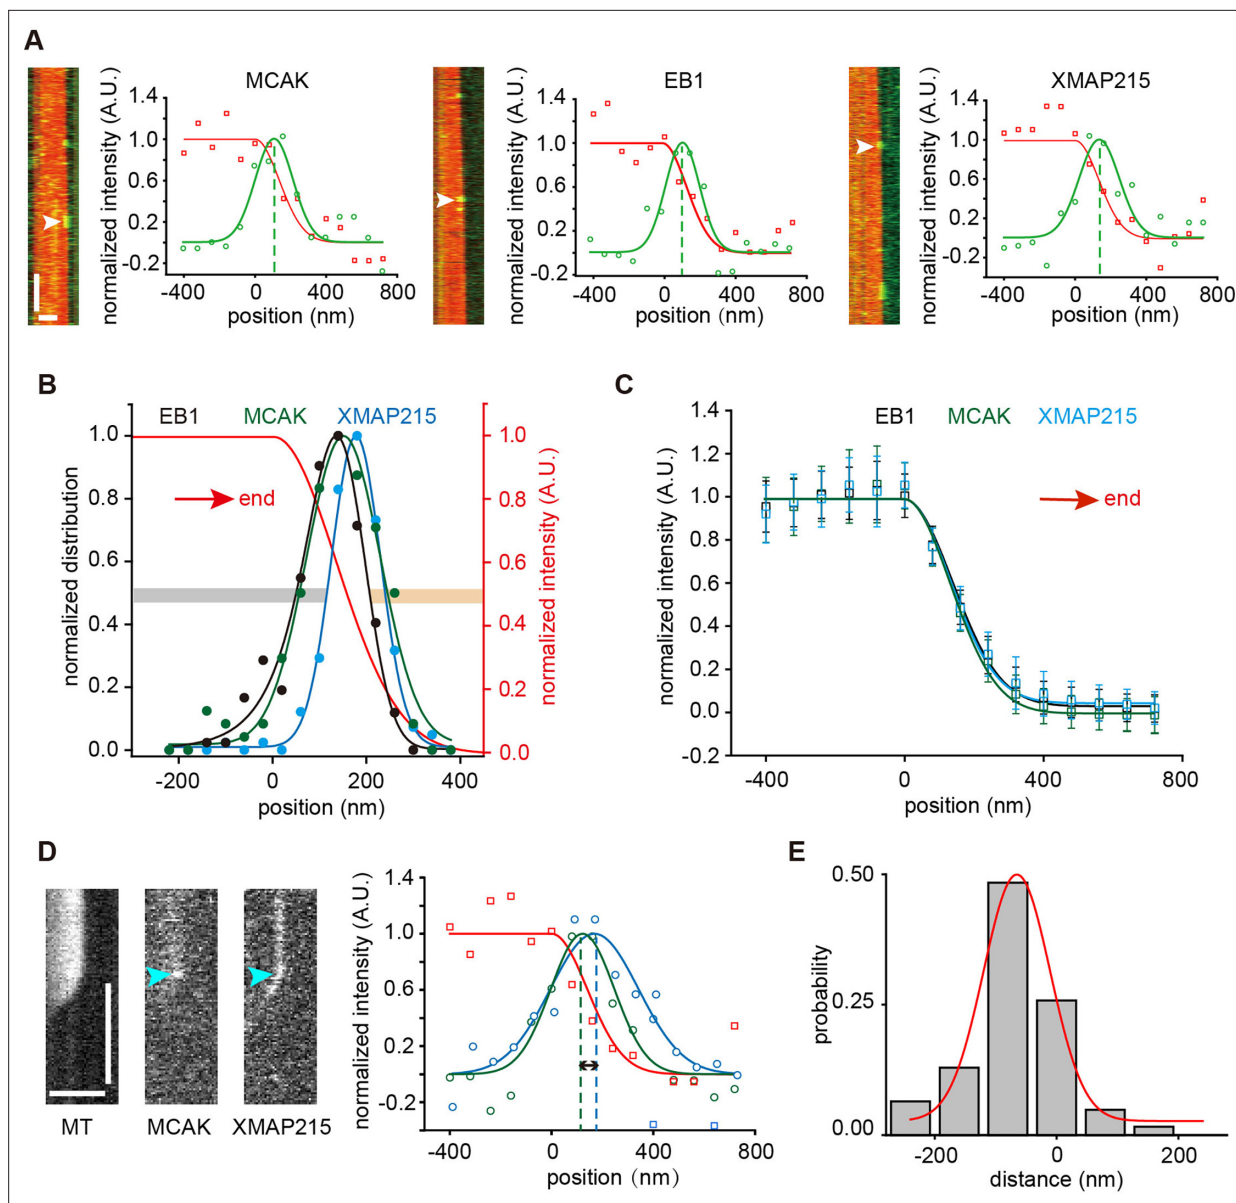 A
MCAK
normalized intensity (A.U.)
1.4
1.0
0.6
0.2
-0.2
-400
0
400
800
position (nm)
EB1
normalized intensity (A.U.)
1.4
1.0
0.6
0.2
-0.2
-400
0
400
800
position (nm)
XMAP215
normalized intensity (A.U.)
1.4
1.0
0.6
0.2
-0.2
-400
0
400
800
position (nm)
B
EB1 MCAK XMAP215
normalized distribution
1.0
0.8
0.6
0.4
0.2
0.0
end
1.0
0.8
0.6
0.4
0.2
0.0
normalized intensity (A.U.)
-200
0
200
400
position (nm)
C
EB1 MCAK XMAP215
normalized intensity (A.U.)
1.4
1.2
1.0
0.8
0.6
0.4
0.2
0.0
-0.2
end
-400
0
400
800
position (nm)
D
MT
MCAK
XMAP215
normalized intensity (A.U.)
1.4
1.0
0.6
0.2
-0.2
-400
0
400
800
position (nm)
E
probability
0.50
0.25
0.00
-200
0
200
distance (nm)